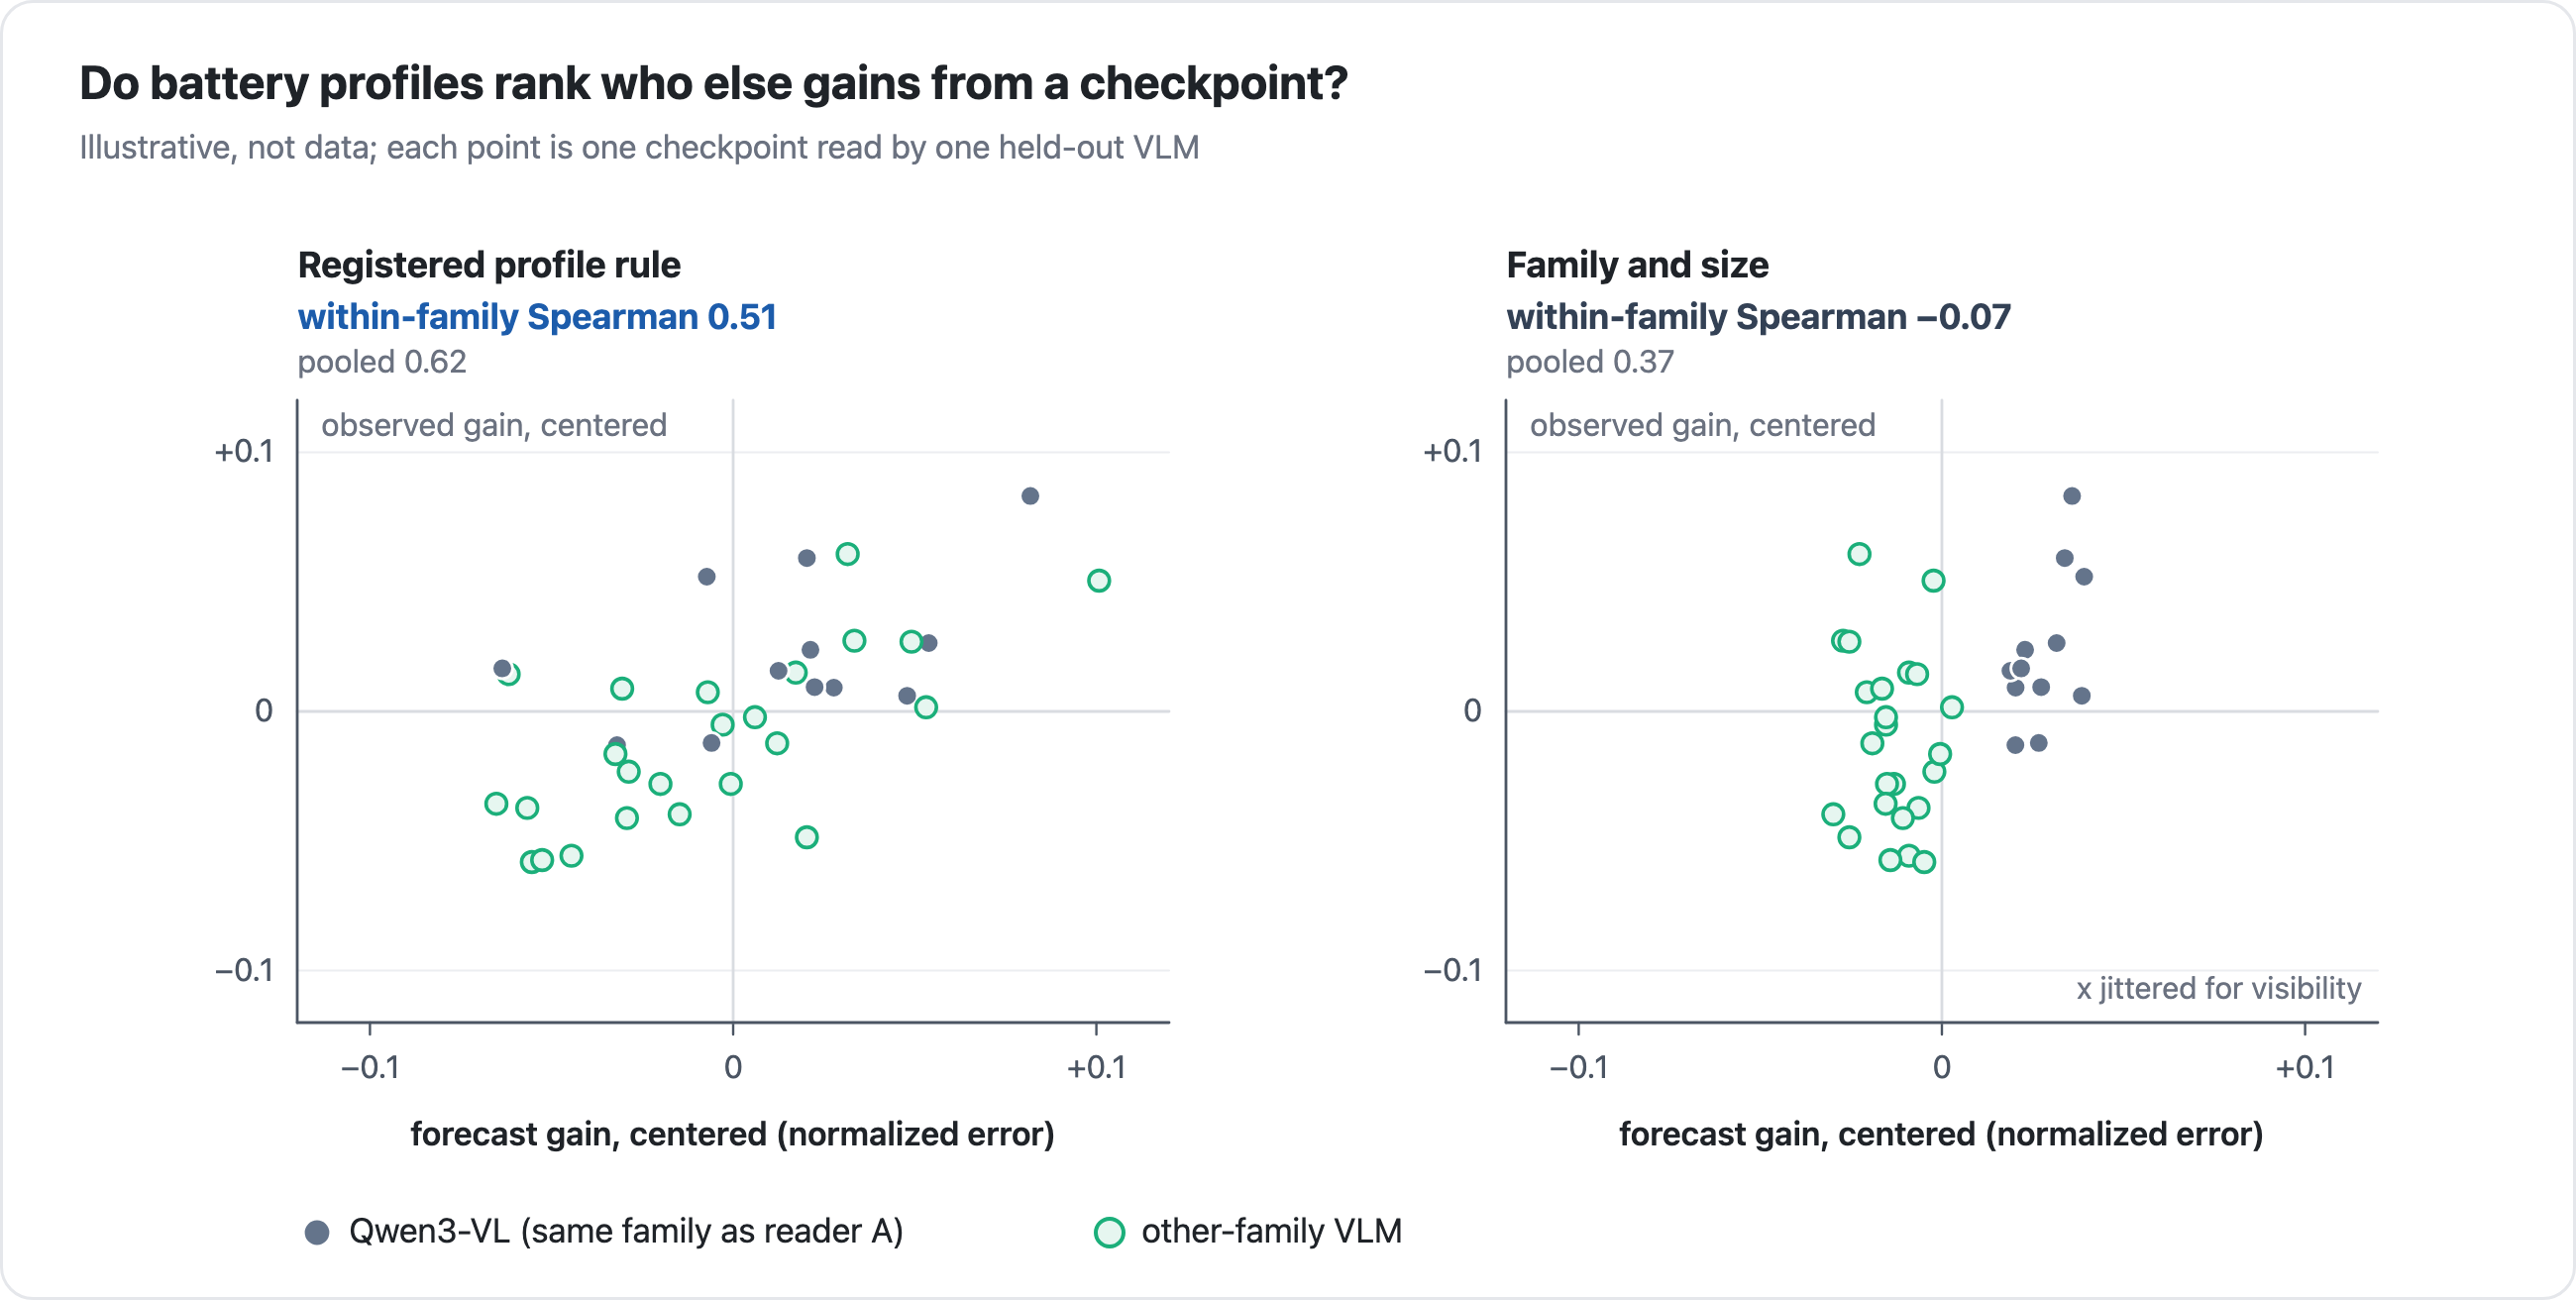 Do battery profiles rank who else gains from a checkpoint?
Illustrative, not data; each point is one checkpoint read by one held-out VLM
Registered profile rule
within-family Spearman 0.51
pooled 0.62
observed gain, centered
+0.1
0
−0.1
−0.1
0
+0.1
forecast gain, centered (normalized error)
Family and size
within-family Spearman −0.07
pooled 0.37
observed gain, centered
+0.1
0
−0.1
x jittered for visibility
−0.1
0
+0.1
forecast gain, centered (normalized error)
Qwen3-VL (same family as reader A)
other-family VLM